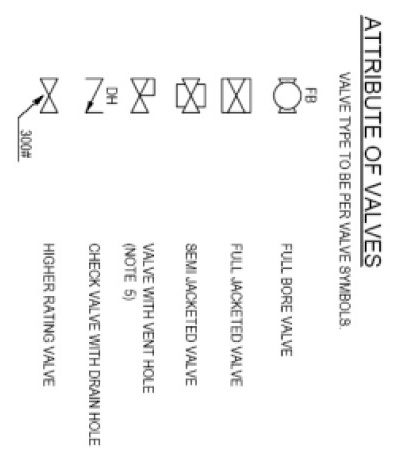 ATTRIBUTE OF VALVES
VALVE TYPE TO BE PER VALVE SYMBOLS.
FB
FULL BORE VALVE
FULL JACKETED VALVE
SEMI JACKETED VALVE
VALVE WITH VENT HOLE
(NOTE 5)
DH
CHECK VALVE WITH DRAIN HOLE
300#
HIGHER RATING VALVE